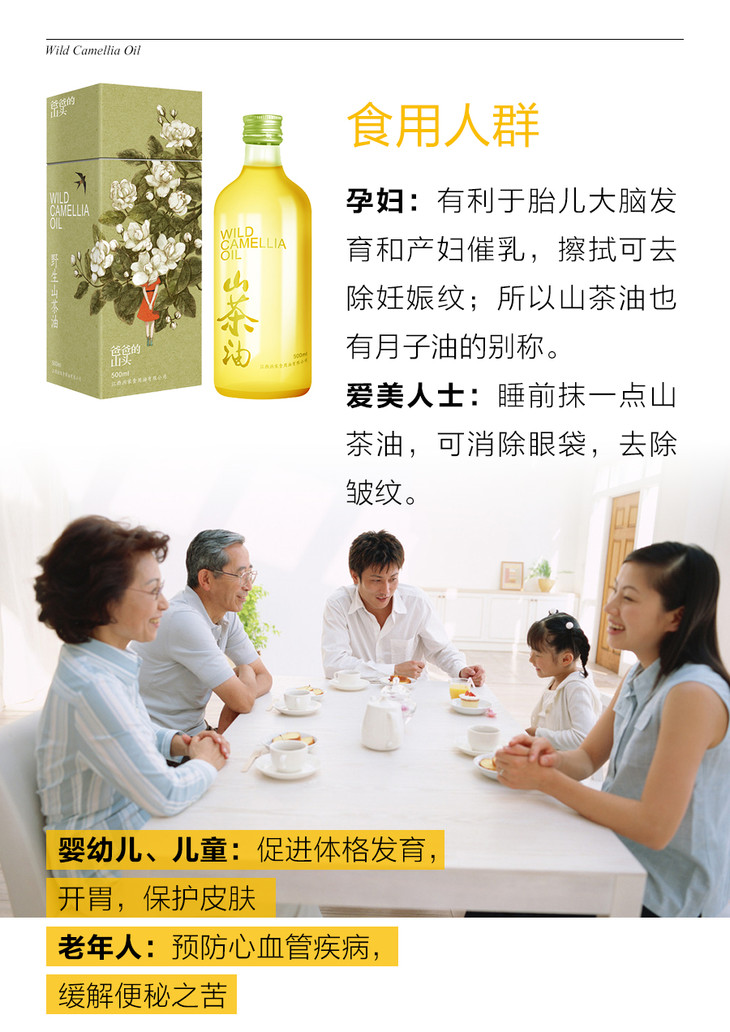 Wild Camellia Oil
爸爸的
山头
WILD
CAMELLIA
OIL
野生山茶油
爸爸的
山头
500ml
WILD
CAMELLIA
OIL
山茶油
500ml
食用人群
孕妇：有利于胎儿大脑发
育和产妇催乳，擦拭可去
除妊娠纹；所以山茶油也
有月子油的别称。
爱美人士：睡前抹一点山
茶油，可消除眼袋，去除
皱纹。
婴幼儿、儿童：促进体格发育，
开胃，保护皮肤
老年人：预防心血管疾病，
缓解便秘之苦